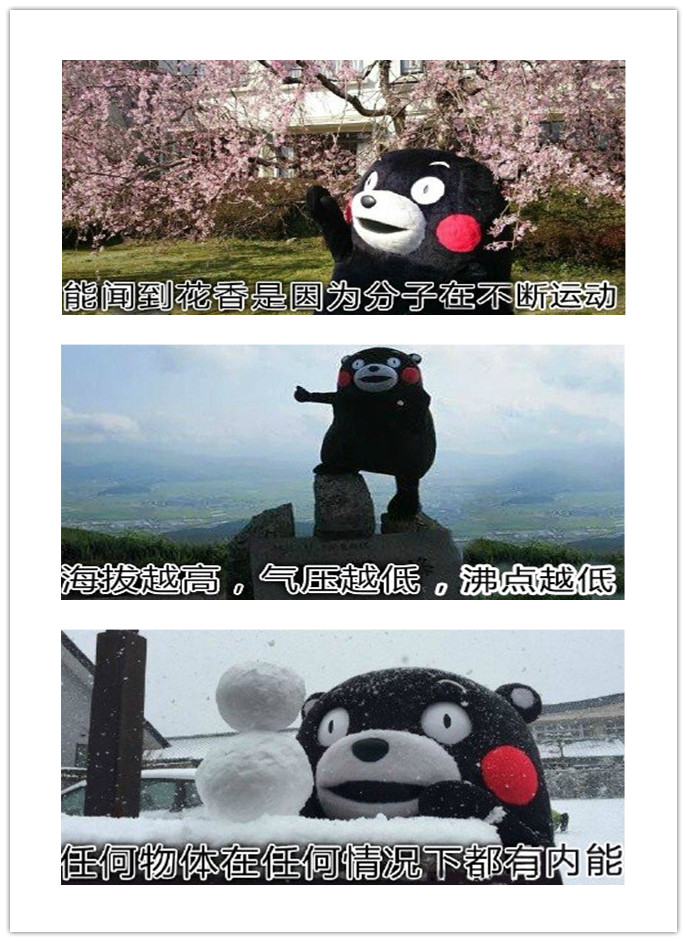 能闻到花香是因为分子在不断运动
海拔越高，气压越低，沸点越低
任何物体在任何情况下都有内能